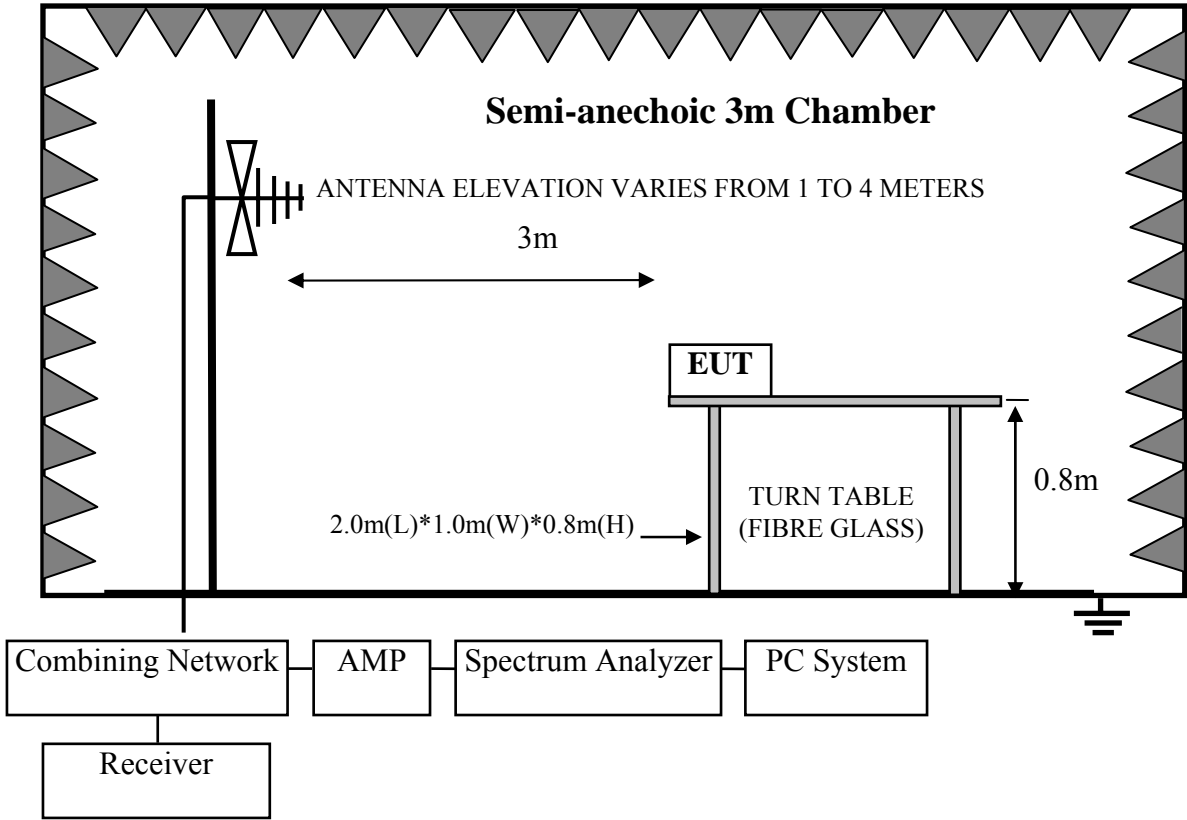 Semi-anechoic 3m Chamber
ANTENNA ELEVATION VARIES FROM 1 TO 4 METERS
3m
EUT
0.8m
TURN TABLE
(FIBRE GLASS)
2.0m(L)*1.0m(W)*0.8m(H)
Combining Network
AMP
Spectrum Analyzer
PC System
Receiver